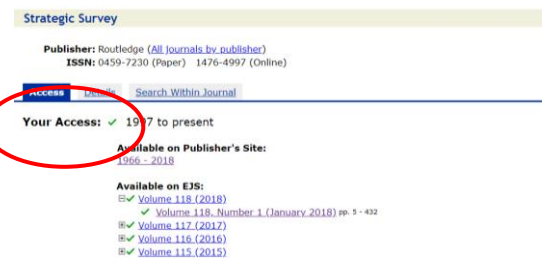 Strategic Survey
Publisher: Routledge (All journals by publisher)
ISSN: 0459-7230 (Paper) 1476-4997 (Online)
Access Details Search Within Journal
Your Access: ✓ 1997 to present
Available on Publisher's Site:
1966 - 2018
Available on EJS:
Volume 118 (2018)
Volume 118, Number 1 (January 2018) pp. 5 - 432
Volume 117 (2017)
Volume 116 (2016)
Volume 115 (2015)